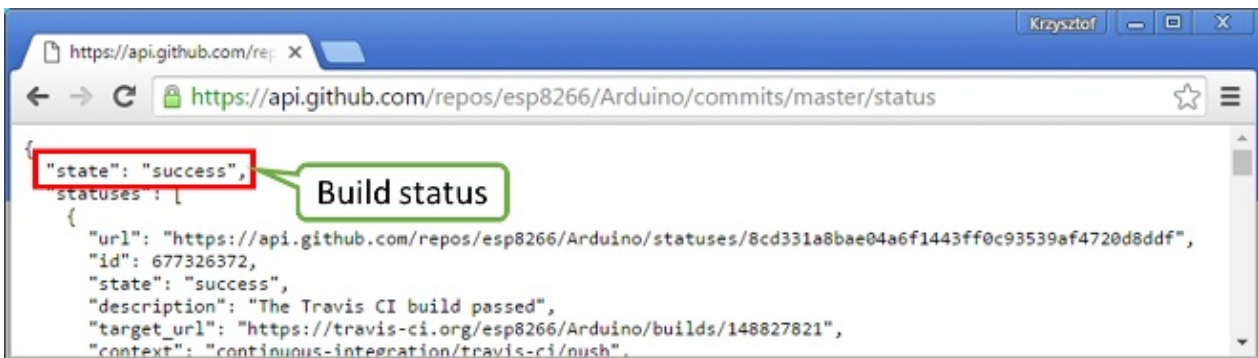 Krzysztof
https://api.github.com/rep
https://api.github.com/repos/esp8266/Arduino/commits/master/status
{
"state": "success",
Build status
"statuses": [
{
"url": "https://api.github.com/repos/esp8266/Arduino/statuses/8cd331a8bae04a6f1443ff0c93539af4720d8ddf",
"id": 677326372,
"state": "success",
"description": "The Travis CI build passed",
"target_url": "https://travis-ci.org/esp8266/Arduino/builds/148827821",
"context": "continuous-integration/travis-ci/push",